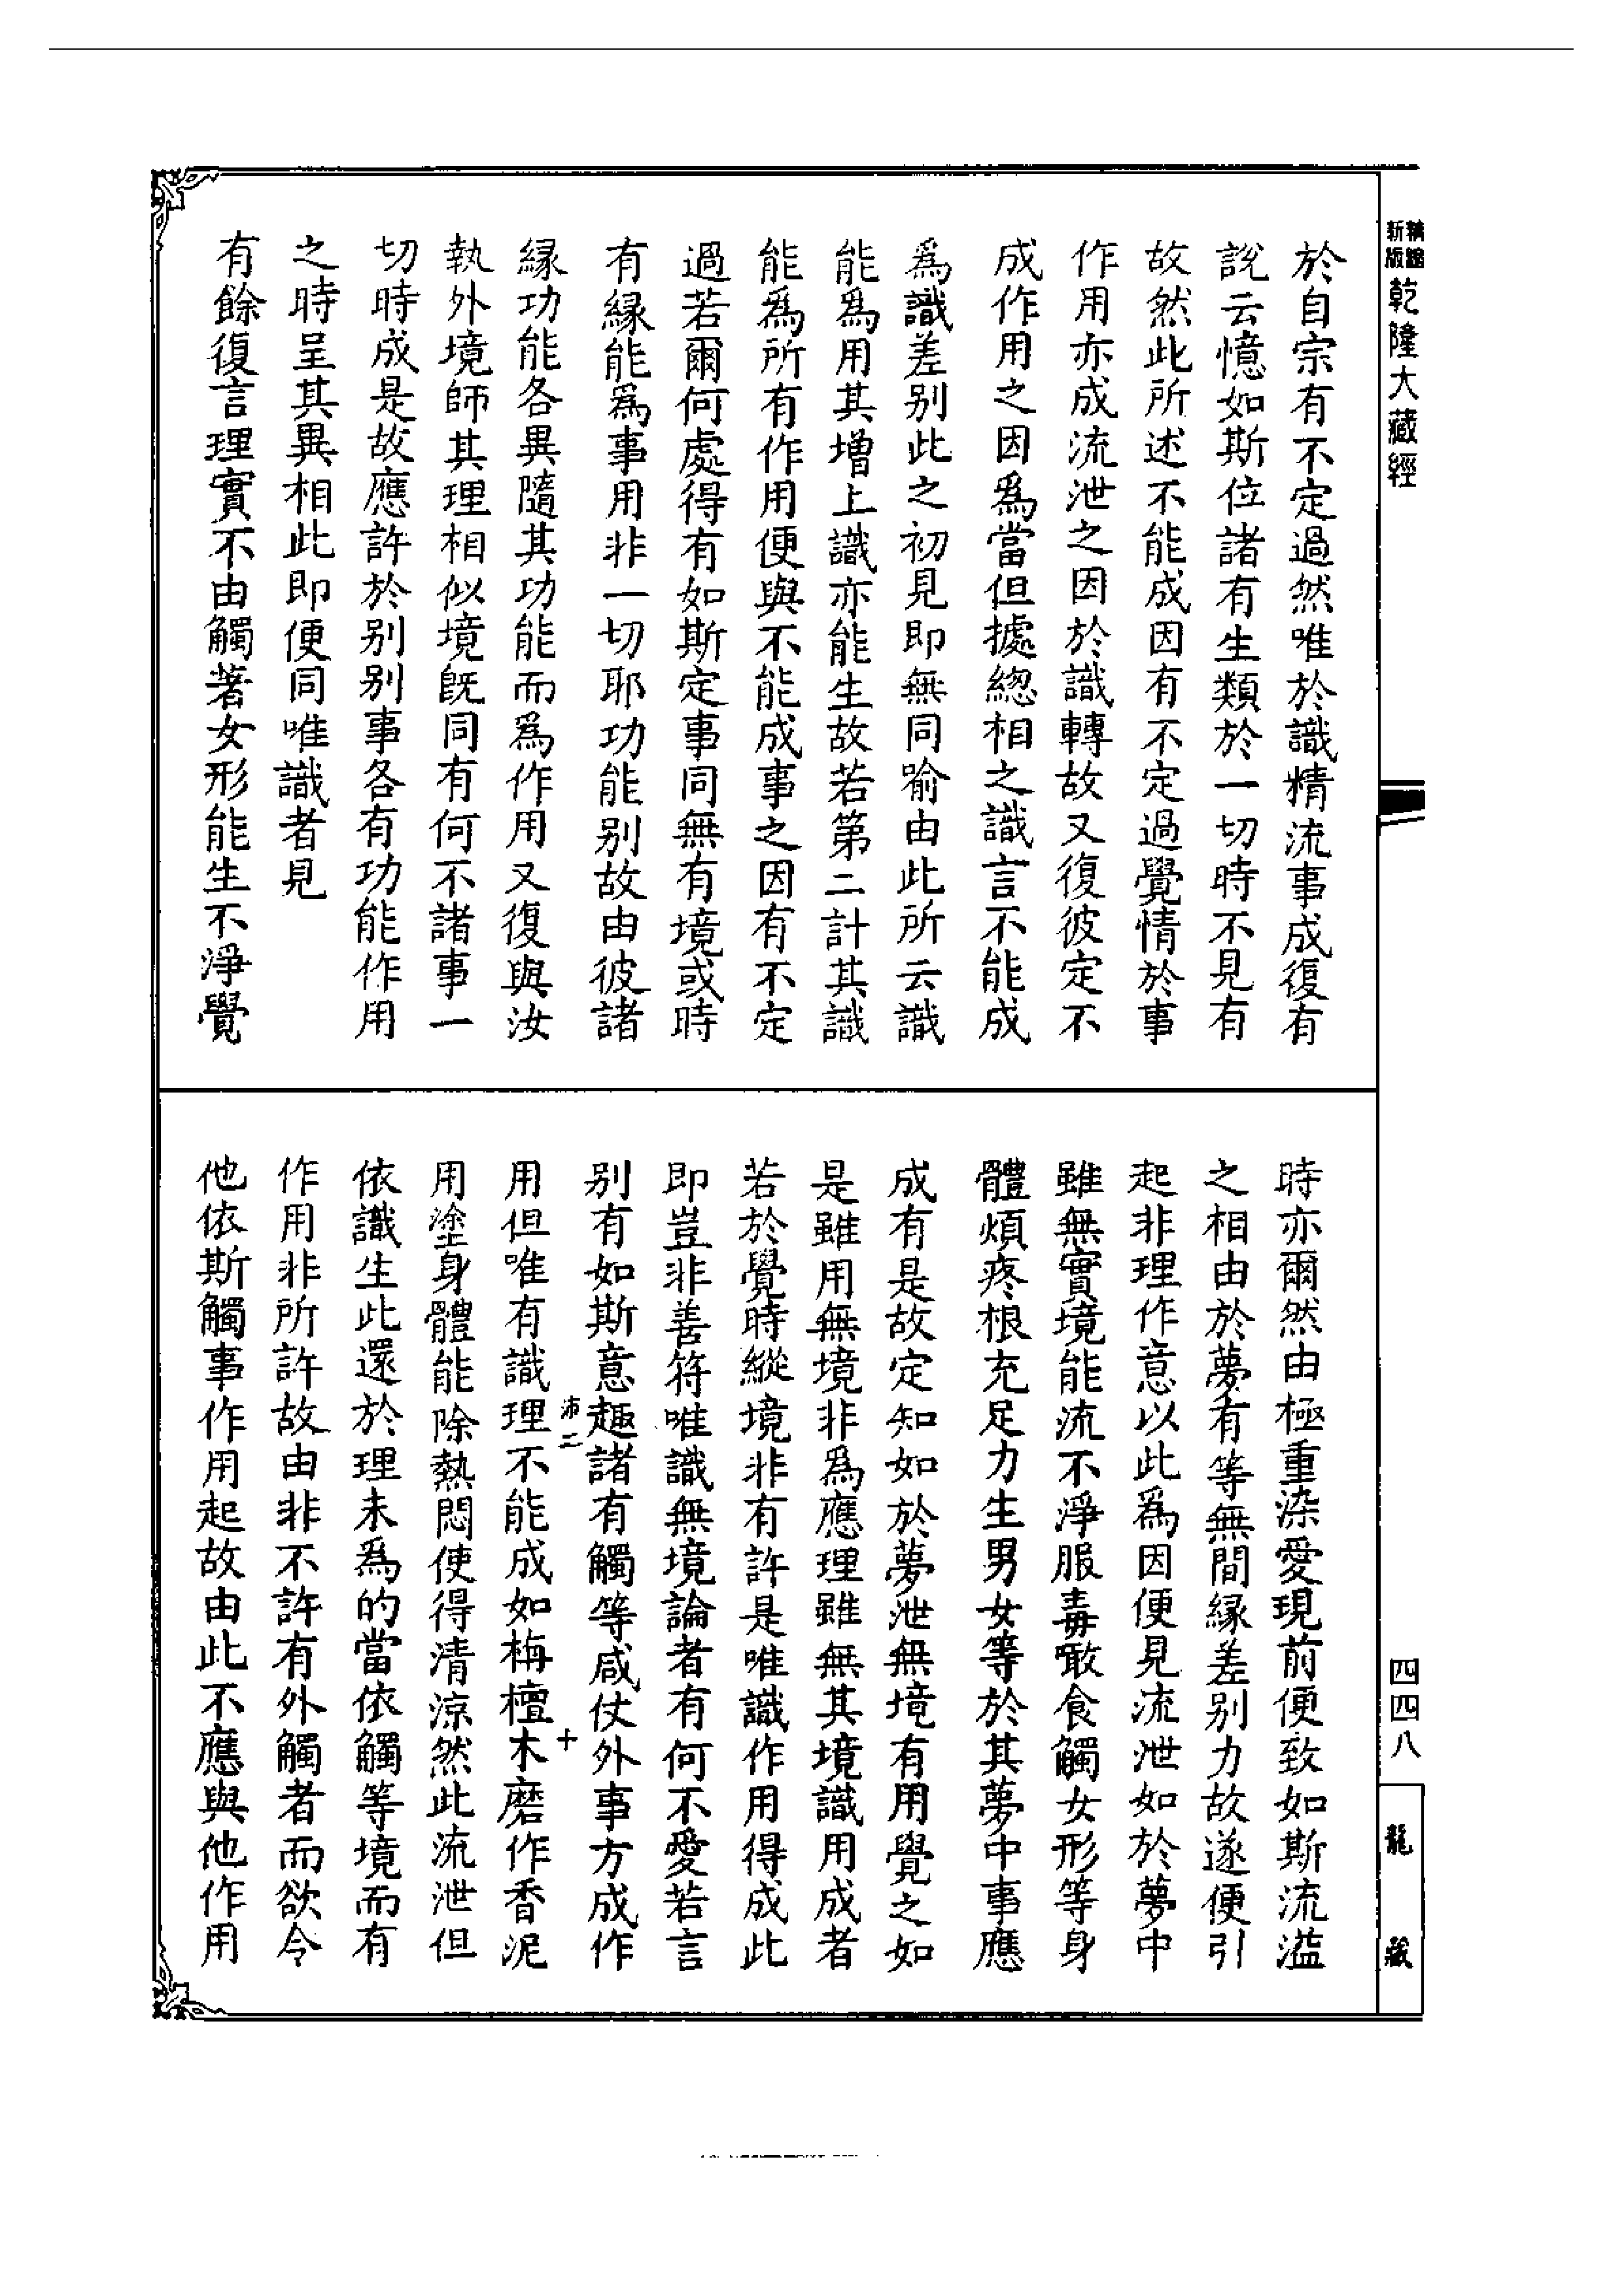 新編縮版 乾隆大藏經
於自宗有不定過然唯於識精流事成復有
說云憶如斯位諸有生類於一切時不見有
故然此所述不能成因有不定過覺情於事
作用亦成流泄之因於識轉故又復彼定不
成作用之因爲當但據緫相之識言不能成
爲識差别此之初見即無同喻由此所云識
能爲用其增上識亦能生故若第二計其識
能爲所有作用便與不能成事之因有不定
過若爾何處得有如斯定事同無有境或時
有縁能爲事用非一切耶功能别故由彼諸
縁功能各異隨其功能而爲作用又復與汝
執外境師其理相似境旣同有何不諸事一
切時成是故應許於别别事各有功能作用
之時呈其異相此即便同唯識者見
有餘復言理實不由觸著女形能生不淨覺
時亦爾然由極重染愛現前便致如斯流溢
之相由於夢有等無間縁差别力故遂便引
起非理作意以此爲因便見流泄如於夢中
雖無實境能流不淨服毒噉食觸女形等身
體煩疼根充足力生男女等於其夢中事應
成有是故定知如於夢泄無境有用覺之如
是雖用無境非爲應理雖無其境識用成者
若於覺時縱境非有許是唯識作用得成此
即豈非善符唯識無境論者有何不愛若言
别有如斯意趣諸有觸等咸仗外事方成作
沛二 十
用但唯有識理不能成如栴檀木磨作香泥
用塗身體能除熱悶使得清涼然此流泄但
依識生此還於理未爲的當依觸等境而有
作用非所許故由非不許有外觸者而欲令
他依斯觸事作用起故由此不應與他作用
四四八
龍藏